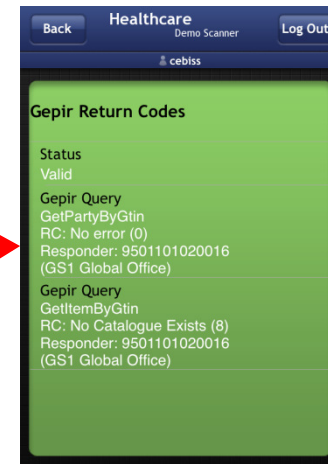 Back
Healthcare
Demo Scanner
Log Out
cebiss
Gepir Return Codes
Status
Valid
Gepir Query
GetPartyByGtin
RC: No error (0)
Responder: 9501101020016
(GS1 Global Office)
Gepir Query
GetItemByGtin
RC: No Catalogue Exists (8)
Responder: 9501101020016
(GS1 Global Office)